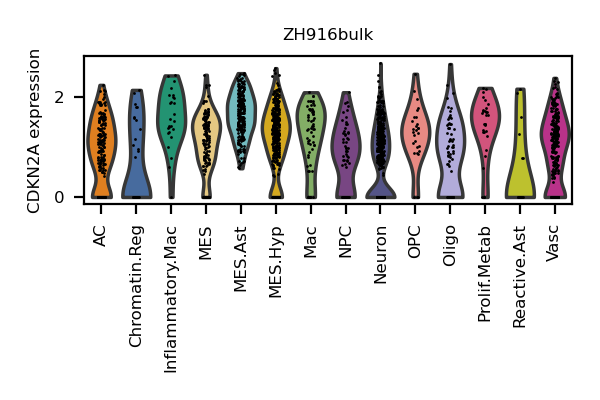 ZH916bulk
CDKN2A expression
2
0
AC
Chromatin.Reg
Inflammatory.Mac
MES
MES.Ast
MES.Hyp
Mac
NPC
Neuron
OPC
Oligo
Prolif.Metab
Reactive.Ast
Vasc